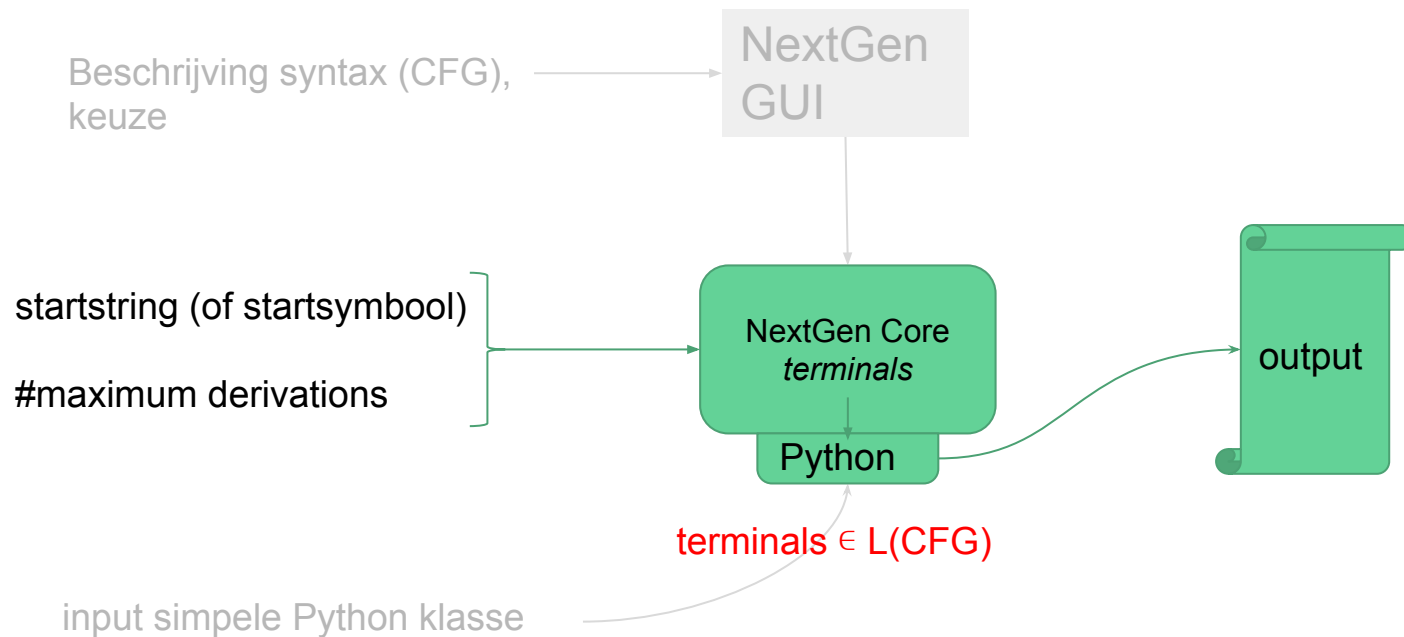 Beschrijving syntax (CFG),
keuze
NextGen
GUI
startstring (of startsymbool)
#maximum derivations
NextGen Core
terminals
Python
output
terminals ∈ L(CFG)
input simpele Python klasse